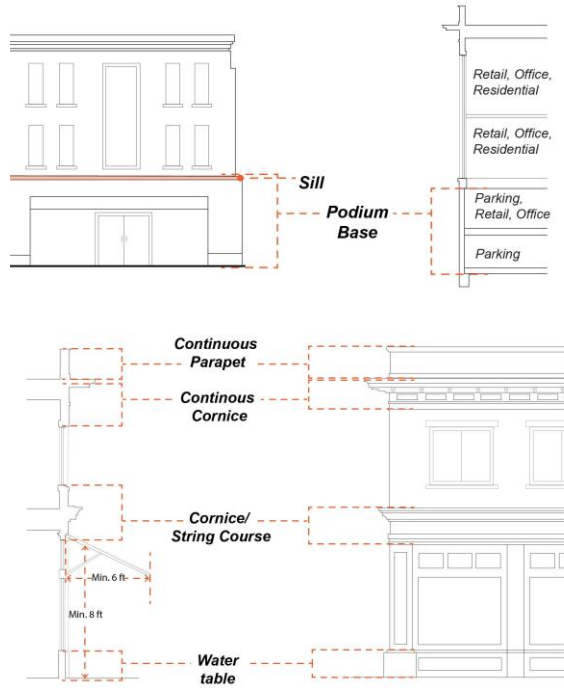 Retail, Office,
Residential
Retail, Office,
Residential
Sill
Parking,
Retail, Office
Podium
Base
Parking
Continuous
Parapet
Continous
Cornice
Cornice/
String Course
Min. 6 ft
Min. 8 ft
Water
table